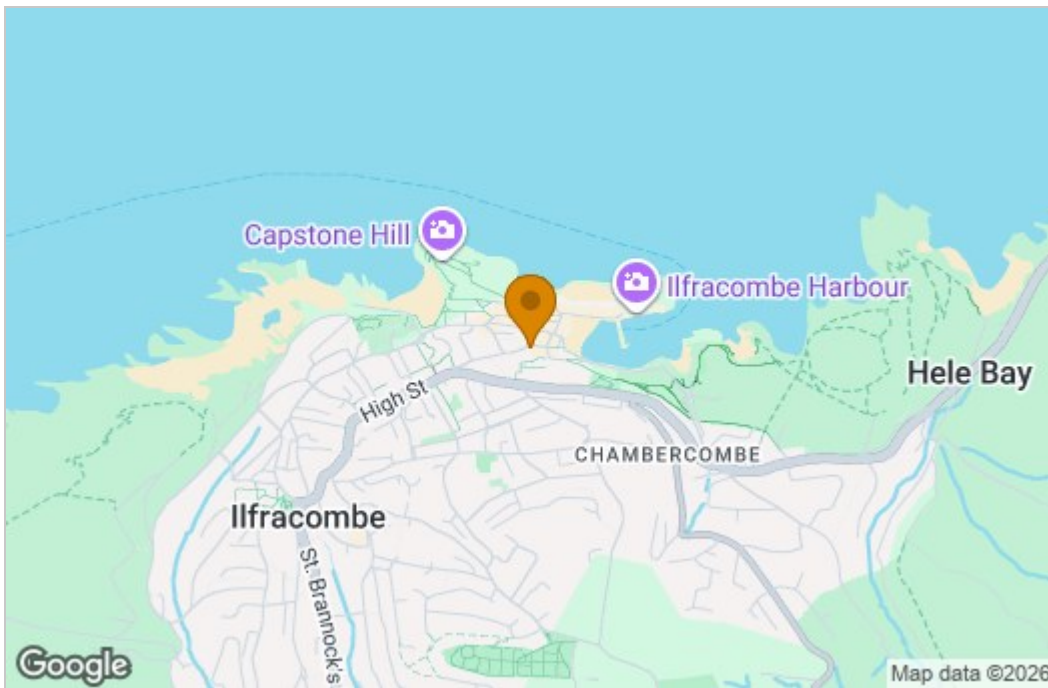 Capstone Hill
Ilfracombe Harbour
Hele Bay
High St
CHAMBERCOMBE
Ilfracombe
St. Brannock's
Google
Map data ©2026